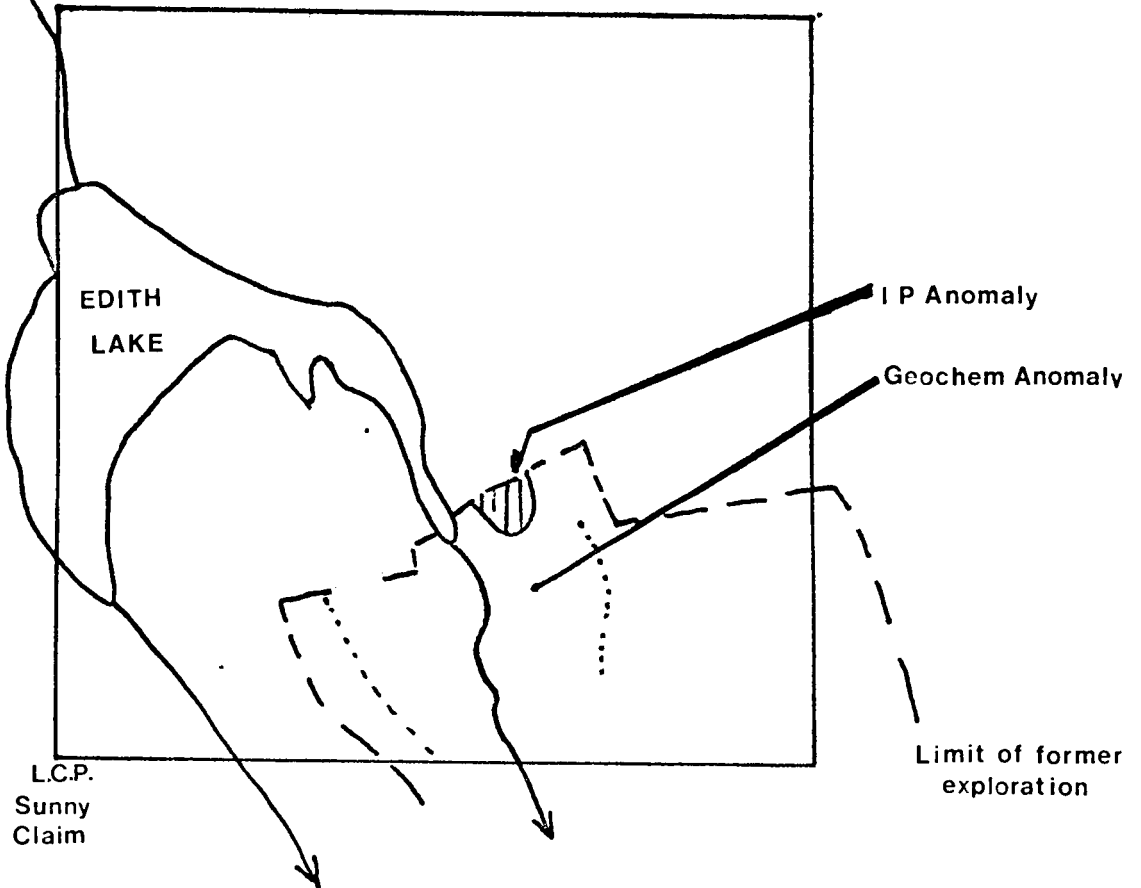 EDITH
LAKE
I P Anomaly
Geochem Anomaly
L.C.P.
Sunny
Claim
Limit of former
exploration